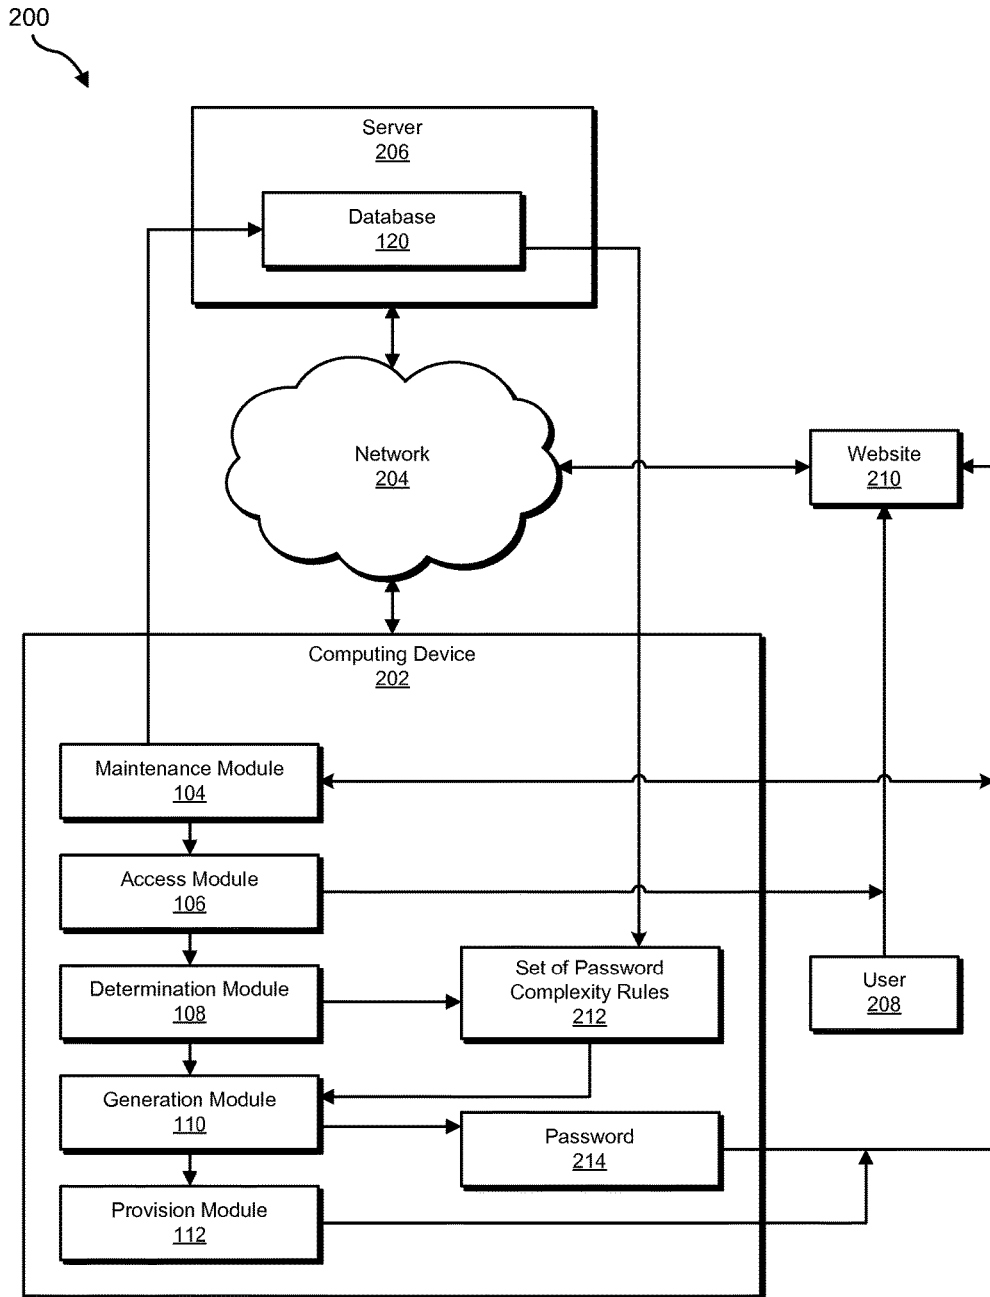 200
Server
206
Database
120
Network
204
Website
210
Computing Device
202
Maintenance Module
104
Access Module
106
Determination Module
108
Set of Password
Complexity Rules
212
User
208
Generation Module
110
Password
214
Provision Module
112